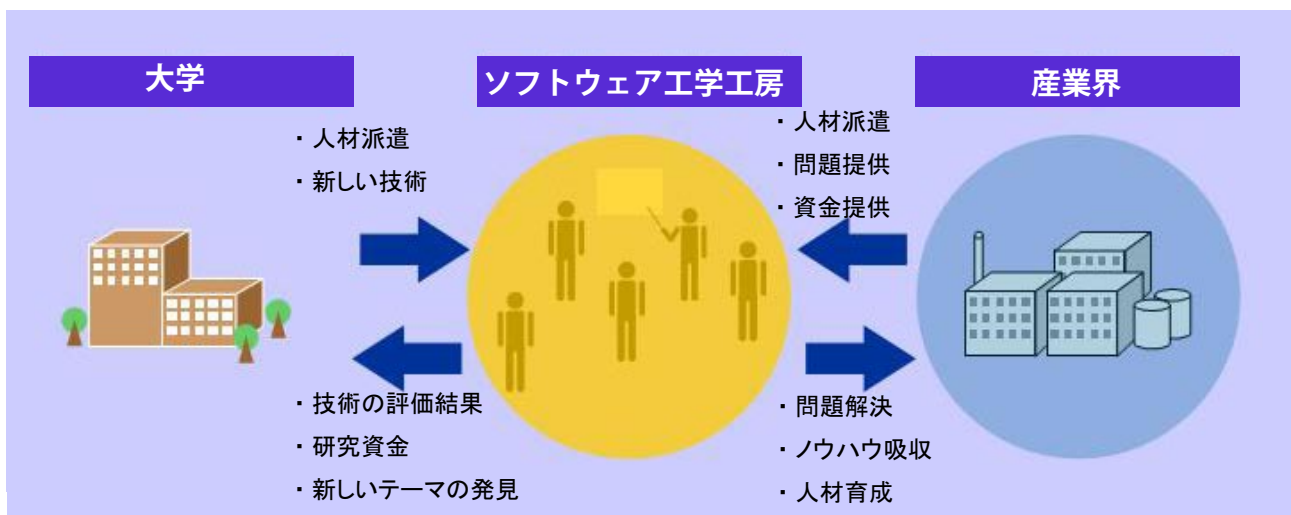 大学
ソフトウェア工学工房
産業界
・人材派遣
・新しい技術
・人材派遣
・問題提供
・資金提供
・技術の評価結果
・研究資金
・新しいテーマの発見
・問題解決
・ノウハウ吸収
・人材育成